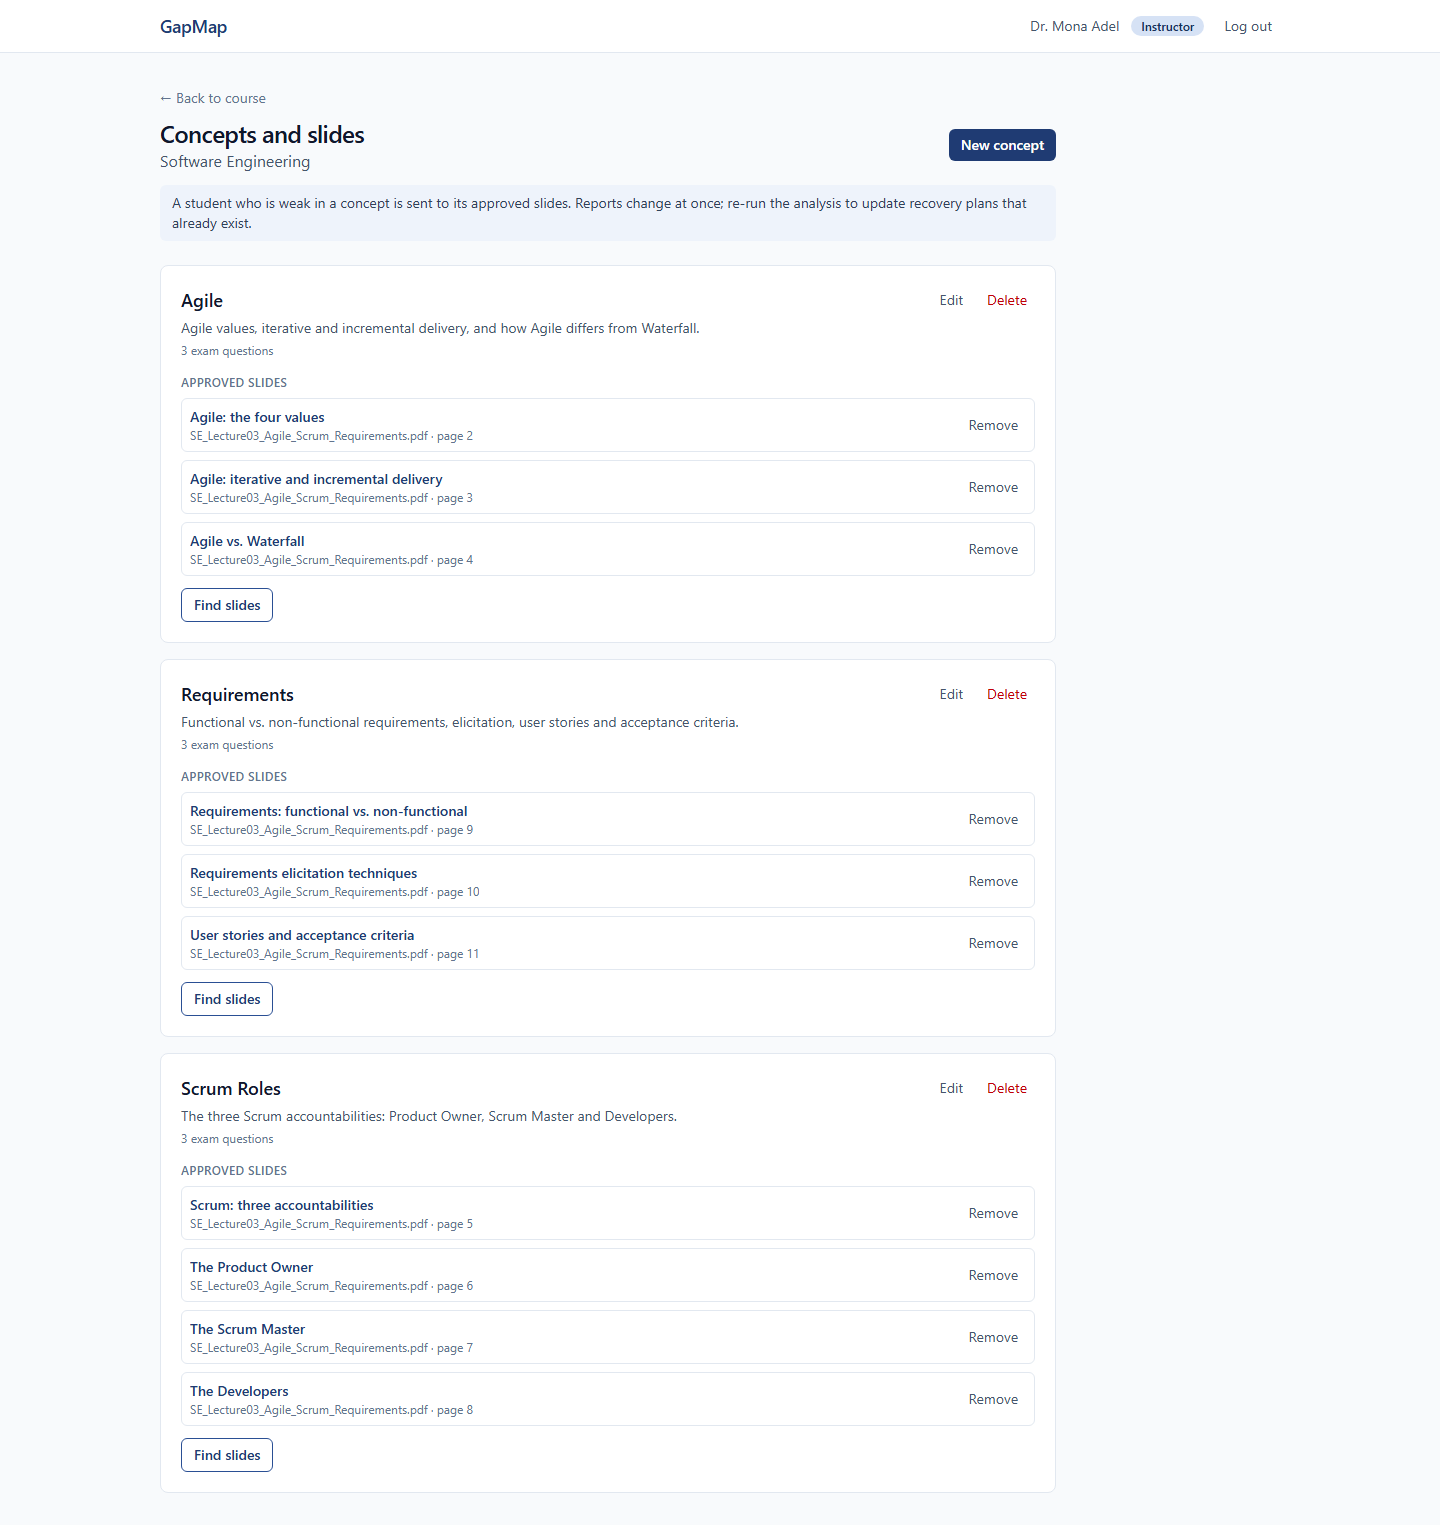 GapMap
Dr. Mona Adel Instructor Log out
← Back to course
Concepts and slides
Software Engineering
New concept
A student who is weak in a concept is sent to its approved slides. Reports change at once; re-run the analysis to update recovery plans that
already exist.
Agile
Edit Delete
Agile values, iterative and incremental delivery, and how Agile differs from Waterfall.
3 exam questions
APPROVED SLIDES
Agile: the four values
SE_Lecture03_Agile_Scrum_Requirements.pdf · page 2
Remove
Agile: iterative and incremental delivery
SE_Lecture03_Agile_Scrum_Requirements.pdf · page 3
Remove
Agile vs. Waterfall
SE_Lecture03_Agile_Scrum_Requirements.pdf · page 4
Remove
Find slides
Requirements
Edit Delete
Functional vs. non-functional requirements, elicitation, user stories and acceptance criteria.
3 exam questions
APPROVED SLIDES
Requirements: functional vs. non-functional
SE_Lecture03_Agile_Scrum_Requirements.pdf · page 9
Remove
Requirements elicitation techniques
SE_Lecture03_Agile_Scrum_Requirements.pdf · page 10
Remove
User stories and acceptance criteria
SE_Lecture03_Agile_Scrum_Requirements.pdf · page 11
Remove
Find slides
Scrum Roles
Edit Delete
The three Scrum accountabilities: Product Owner, Scrum Master and Developers.
3 exam questions
APPROVED SLIDES
Scrum: three accountabilities
SE_Lecture03_Agile_Scrum_Requirements.pdf · page 5
Remove
The Product Owner
SE_Lecture03_Agile_Scrum_Requirements.pdf · page 6
Remove
The Scrum Master
SE_Lecture03_Agile_Scrum_Requirements.pdf · page 7
Remove
The Developers
SE_Lecture03_Agile_Scrum_Requirements.pdf · page 8
Remove
Find slides